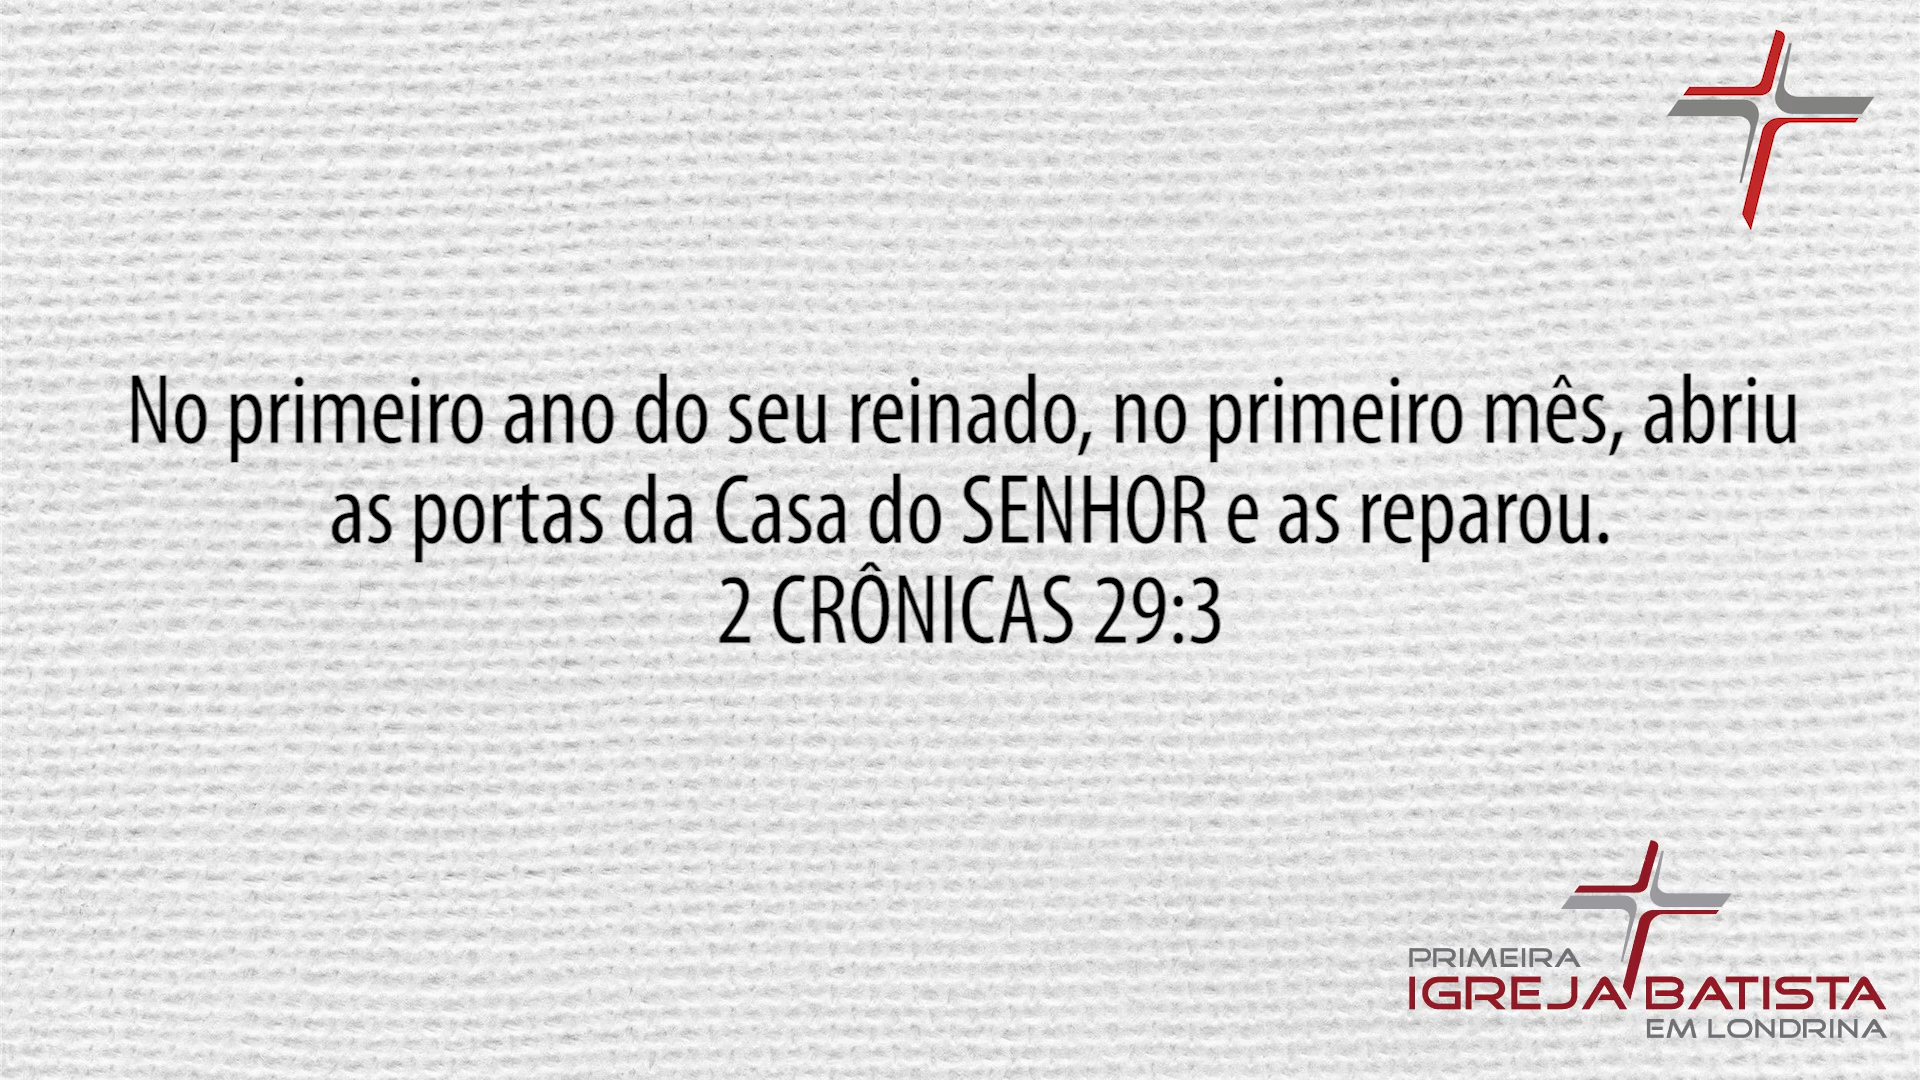 No primeiro ano do seu reinado, no primeiro mês, abriu
as portas da Casa do SENHOR e as reparou.
2 CRÔNICAS 29:3
PRIMEIRA
IGREJA BATISTA
EM LONDRINA